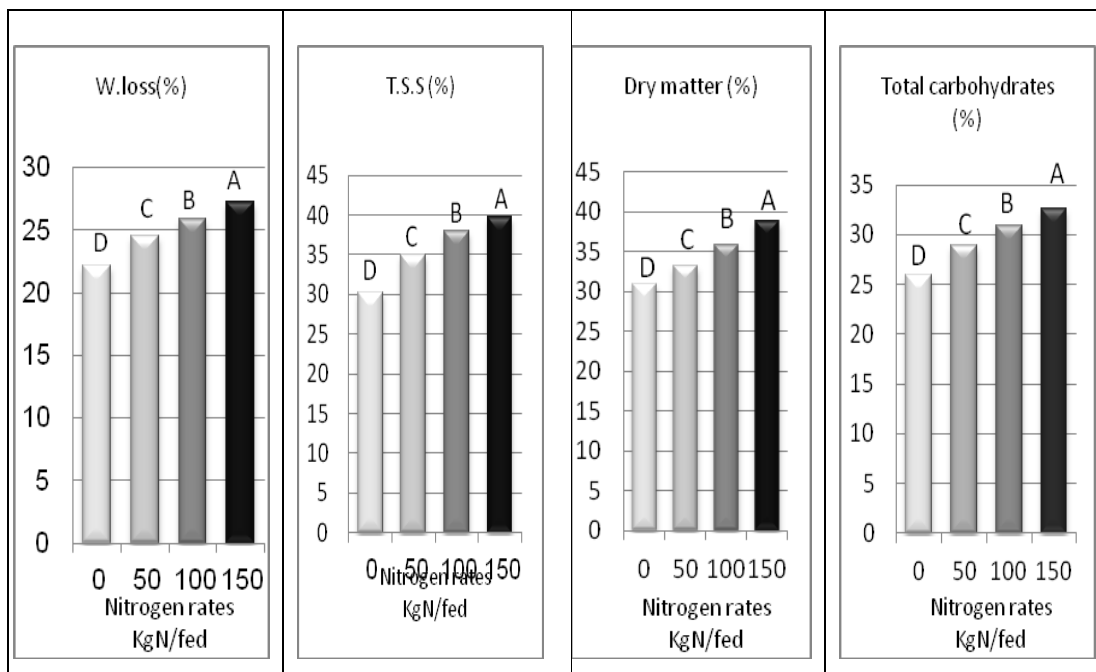 W.loss(%)
30
25
20
15
10
5
0
D
C
B
A
0 50 100 150
Nitrogen rates
KgN/fed
T.S.S (%)
45
40
35
30
25
20
15
10
5
0
D
C
B
A
0 50 100 150
Nitrogen rates
KgN/fed
Dry matter (%)
45
40
35
30
25
20
15
10
5
0
D
C
B
A
0 50 100 150
Nitrogen rates
KgN/fed
Total carbohydrates
(%)
35
30
25
20
15
10
5
0
D
C
B
A
0 50 100 150
Nitrogen rates
KgN/fed